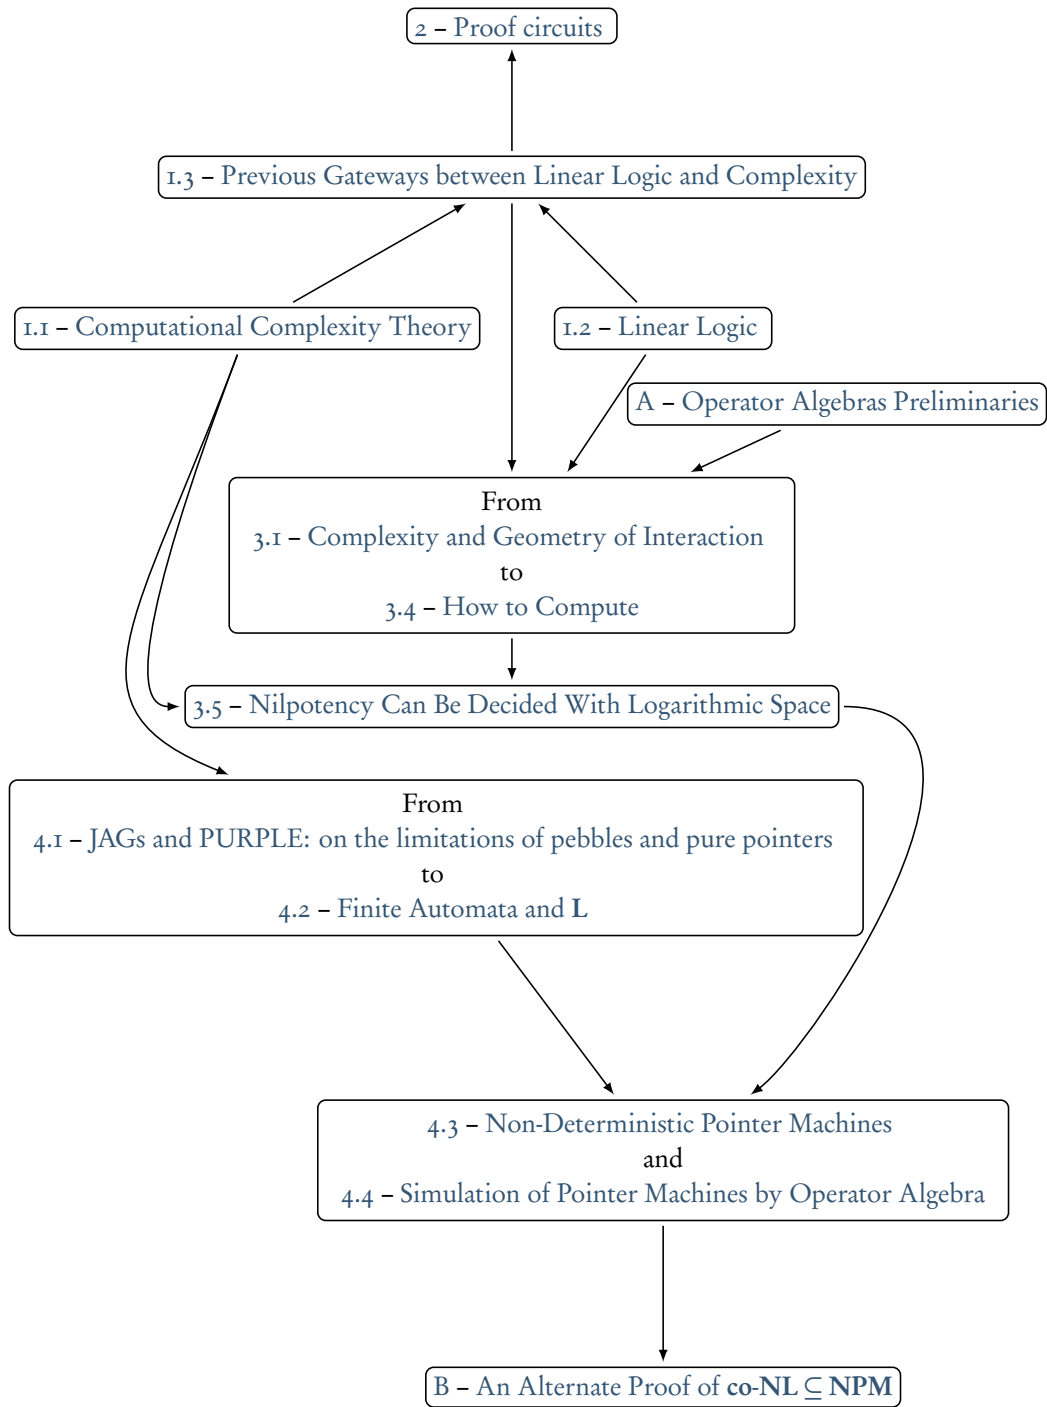 2 – Proof circuits
1.3 – Previous Gateways between Linear Logic and Complexity
1.1 – Computational Complexity Theory
1.2 – Linear Logic
A – Operator Algebras Preliminaries
From
3.1 – Complexity and Geometry of Interaction
to
3.4 – How to Compute
3.5 – Nilpotency Can Be Decided With Logarithmic Space
From
4.1 – JAGs and PURPLE: on the limitations of pebbles and pure pointers
to
4.2 – Finite Automata and L
4.3 – Non-Deterministic Pointer Machines
and
4.4 – Simulation of Pointer Machines by Operator Algebra
B – An Alternate Proof of co-NL ⊆ NPM